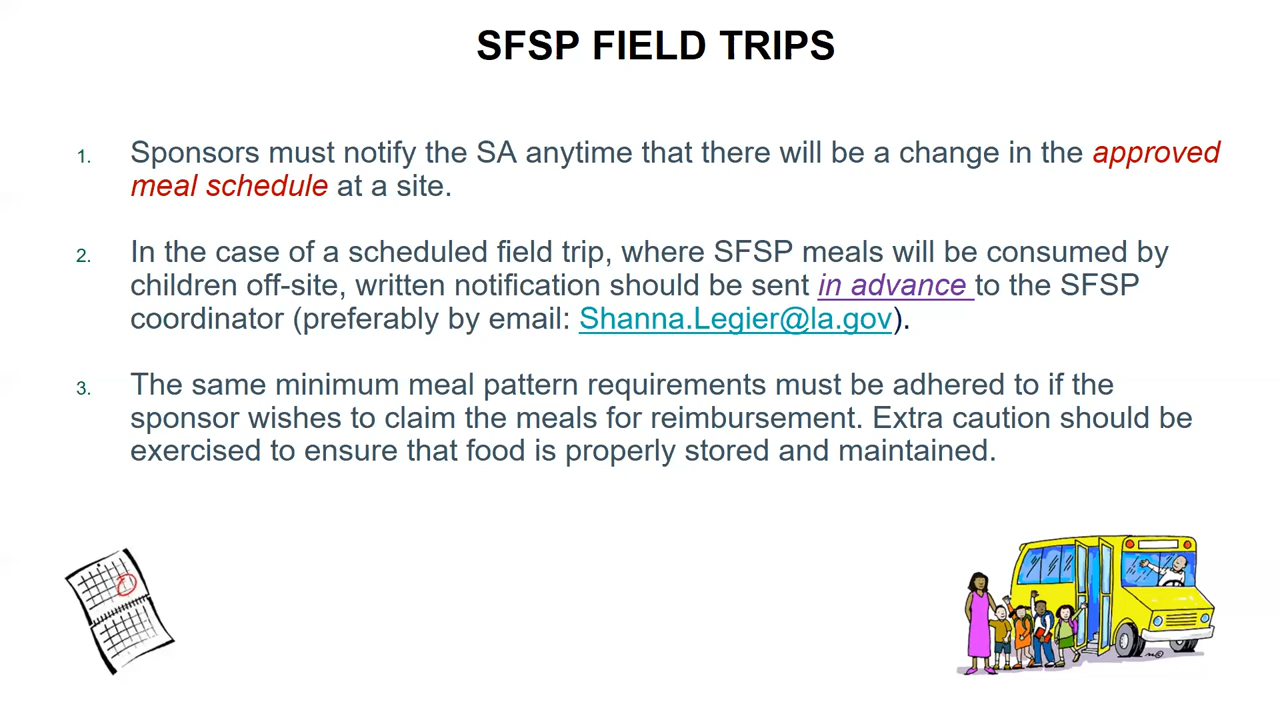 SFSP FIELD TRIPS
1. Sponsors must notify the SA anytime that there will be a change in the approved
meal schedule at a site.
2. In the case of a scheduled field trip, where SFSP meals will be consumed by
children off-site, written notification should be sent in advance to the SFSP
coordinator (preferably by email: Shanna.Legier@la.gov).
3. The same minimum meal pattern requirements must be adhered to if the
sponsor wishes to claim the meals for reimbursement. Extra caution should be
exercised to ensure that food is properly stored and maintained.